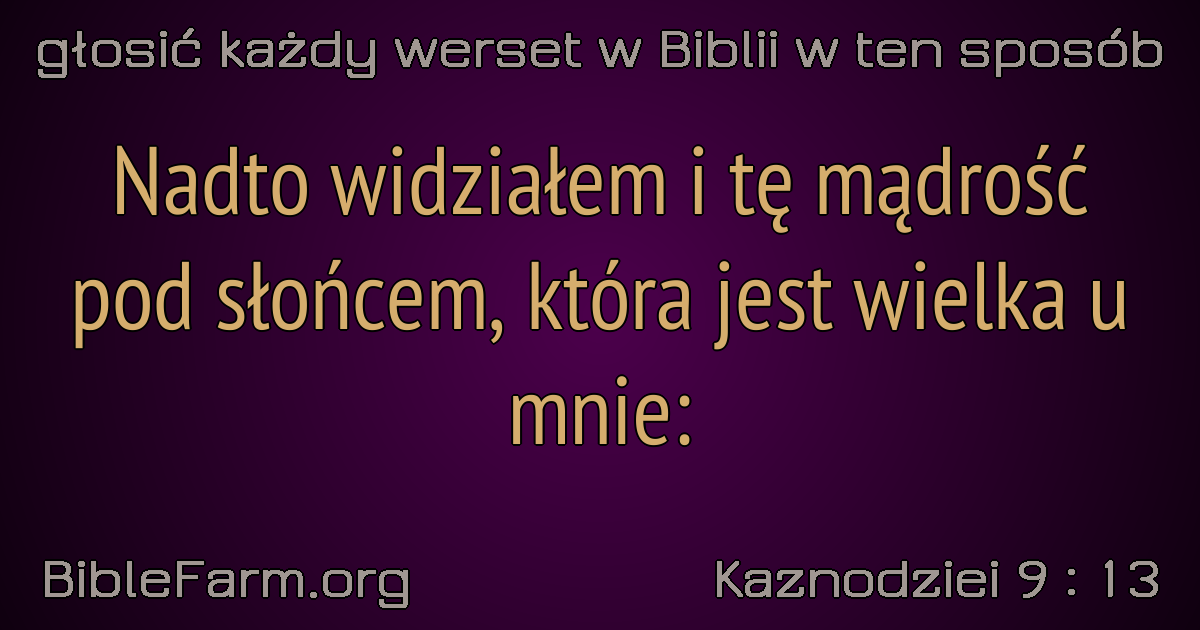 głosić każdy werset w Biblii w ten sposób
Nadto widziałem i tę mądrość
pod słońcem, która jest wielka u
mnie:
BibleFarm.org
Kaznodziei 9 : 13